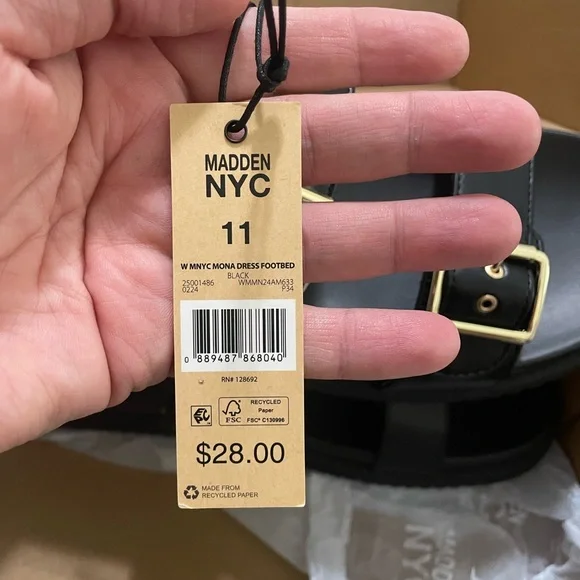 MADDEN
NYC
11
W MNYC MONA DRESS FOOTBED
BLACK
25001486 WMMN24AM633
0224 P34
0 889487 868040
RN# 128692
FSC
RECYCLED
Paper
FSC® C130996
$28.00
MADE FROM
RECYCLED PAPER
NY